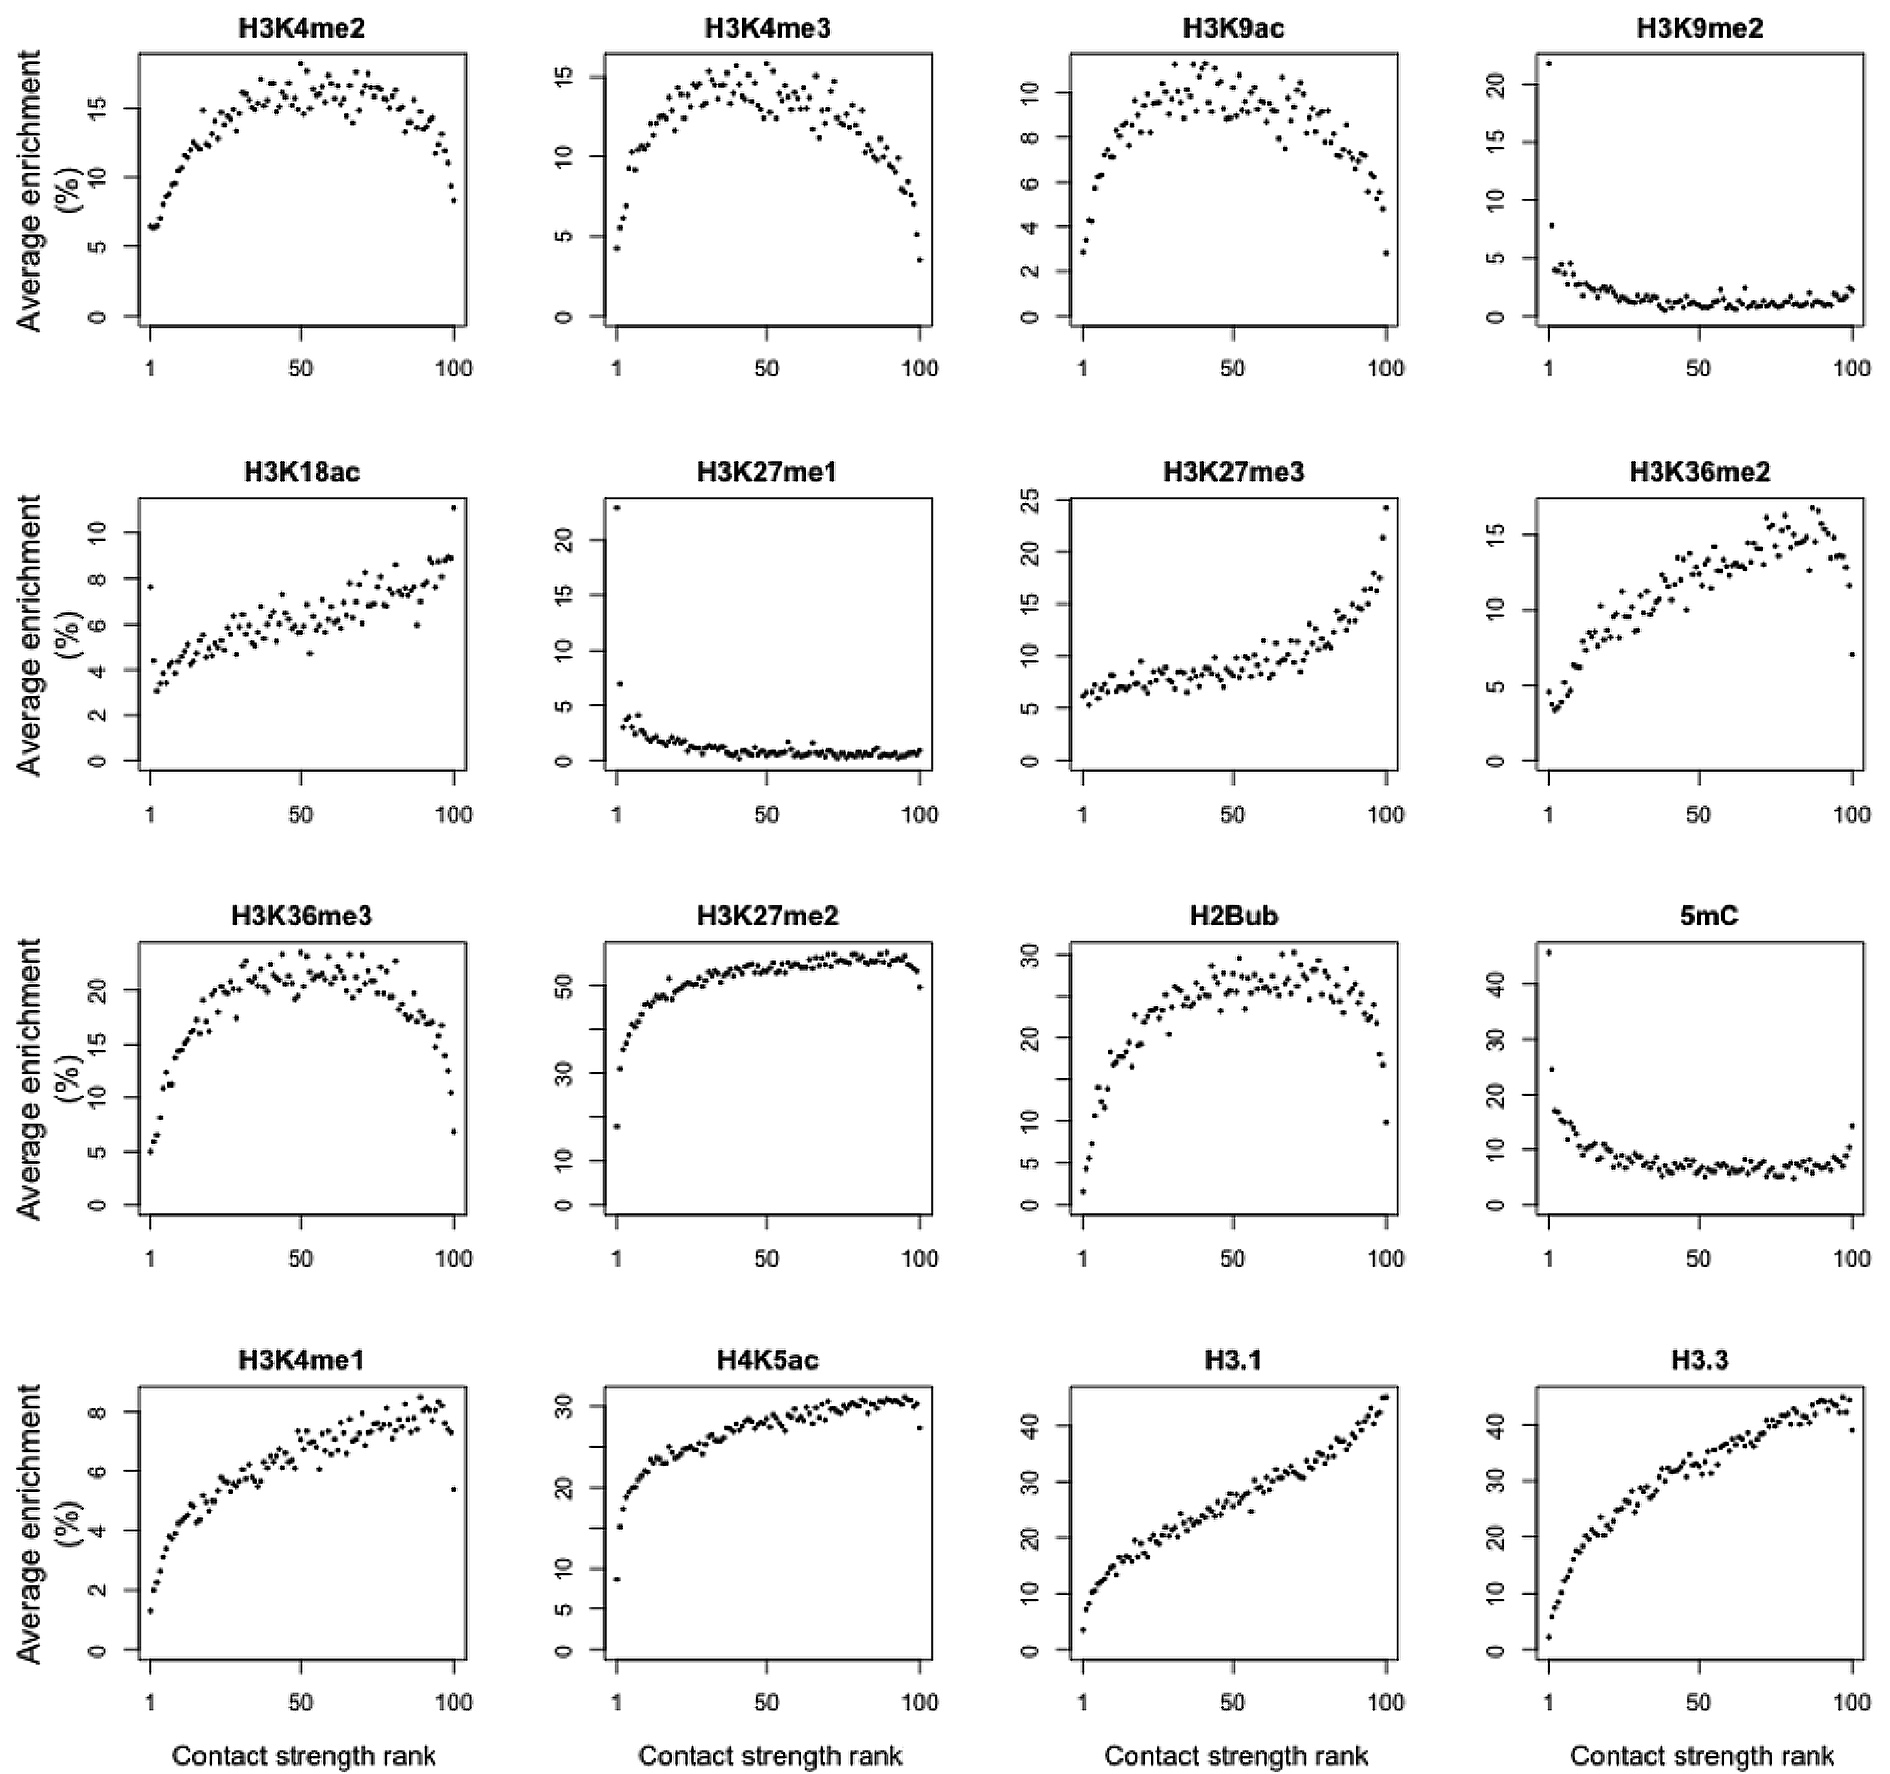 H3K4me2 H3K4me3 H3K9ac H3K9me2
Average enrichment
(%)
0 5 10 15
0 5 10 15
0 2 4 6 8 10
0 5 10 15 20
1 50 100 1 50 100 1 50 100 1 50 100
H3K18ac H3K27me1 H3K27me3 H3K36me2
Average enrichment
(%)
0 2 4 6 8 10
0 5 10 15 20
0 5 10 15 20 25
0 5 10 15
1 50 100 1 50 100 1 50 100 1 50 100
H3K36me3 H3K27me2 H2Bub 5mC
Average enrichment
(%)
0 5 10 15 20
0 10 30 50
0 5 10 20 30
0 10 20 30 40
1 50 100 1 50 100 1 50 100 1 50 100
H3K4me1 H4K5ac H3.1 H3.3
Average enrichment
(%)
0 2 4 6 8
0 5 10 20 30
0 10 20 30 40
0 10 20 30 40
1 50 100 1 50 100 1 50 100 1 50 100
Contact strength rank Contact strength rank Contact strength rank Contact strength rank